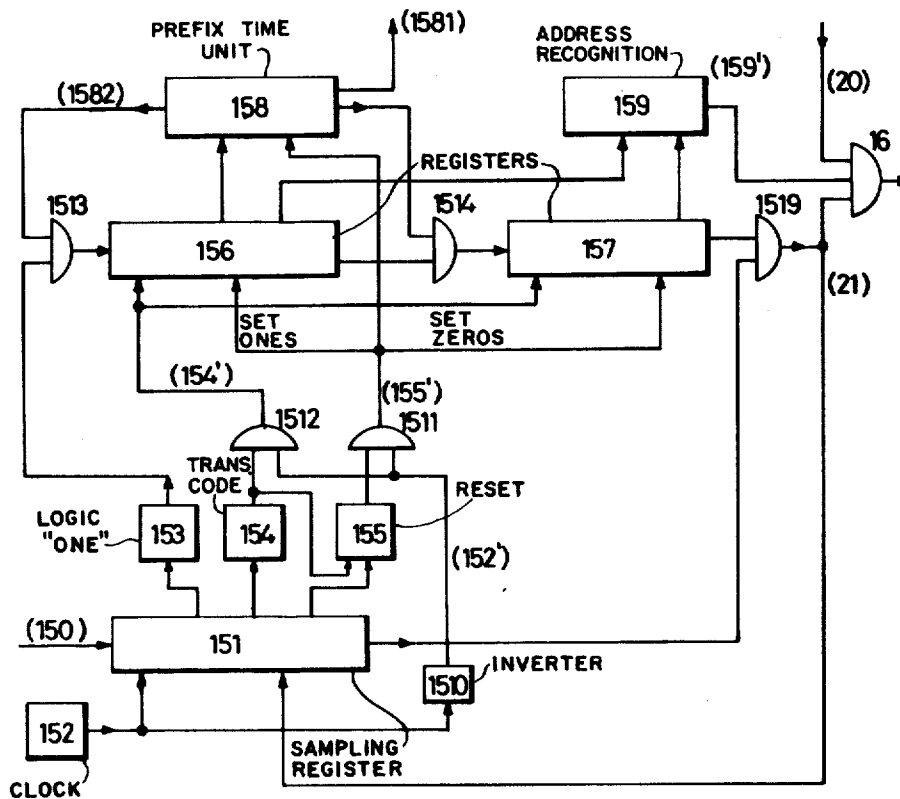 PREFIX TIME
UNIT
(1581)
ADDRESS
RECOGNITION
(159')
(20)
(1582)
158
159
16
REGISTERS
1513
1514
1519
156
157
(21)
SET
ONES
SET
ZEROS
(154')
(155')
1512
1511
TRANS
CODE
RESET
LOGIC
"ONE"
153
154
155
(152')
(150)
151
INVERTER
1510
152
SAMPLING
REGISTER
CLOCK